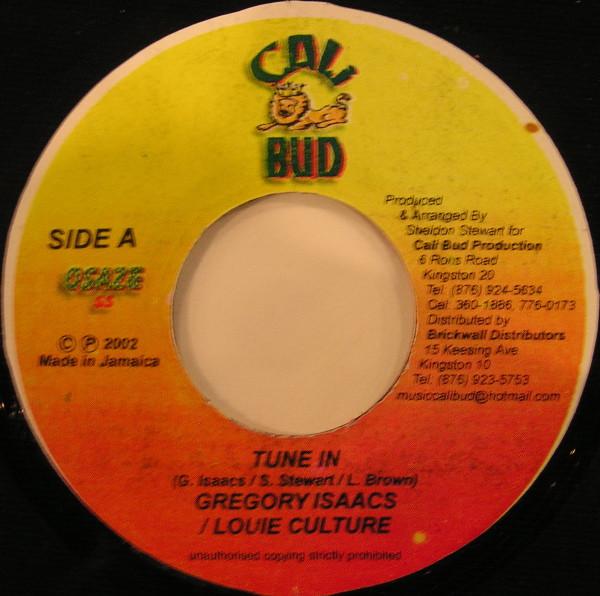 CALI
BUD
SIDE A
OSAZE
SS
© ℗ 2002
Made in Jamaica
Produced
& Arranged By
Sheldon Stewart for
Cali Bud Production
6 Rons Road
Kingston 20
Tel: (876) 924-5634
Cel: 360-1886, 776-0173
Distributed by
Brickwall Distributors
15 Keesing Ave
Kingston 10
Tel: (876) 923-5753
musiccalibud@hotmail.com
TUNE IN
(G. Isaacs / S. Stewart / L. Brown)
GREGORY ISAACS
/ LOUIE CULTURE
unauthorised copying strictly prohibited